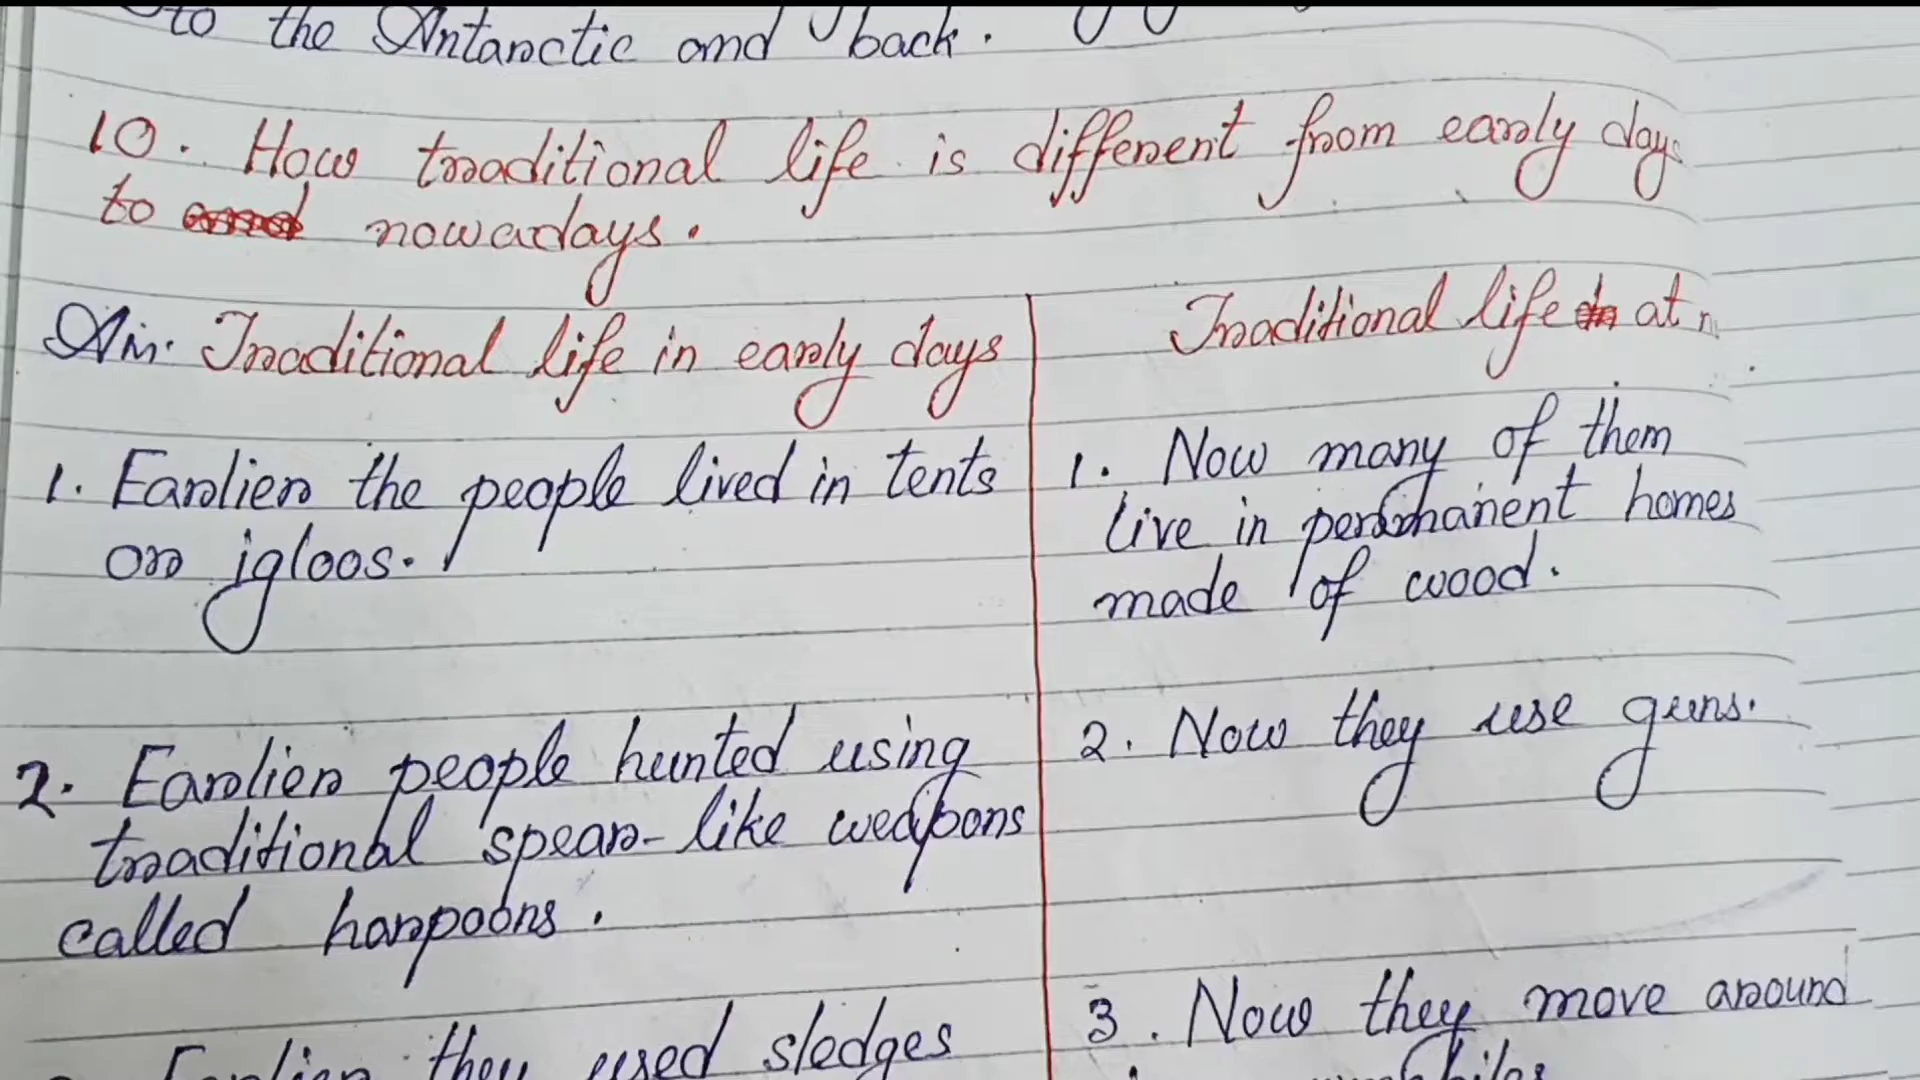 to the Antarctic and back.
10. How traditional life is different from early days
to nowadays.
Ans. Traditional life in early days
1. Earlier the people lived in tents
or igloos.
2. Earlier people hunted using
traditional spear-like weapons
called harpoons.
Earlier they used sledges
Traditional life at
1. Now many of them
live in permanent homes
made of wood.
2. Now they use guns.
3. Now they move around